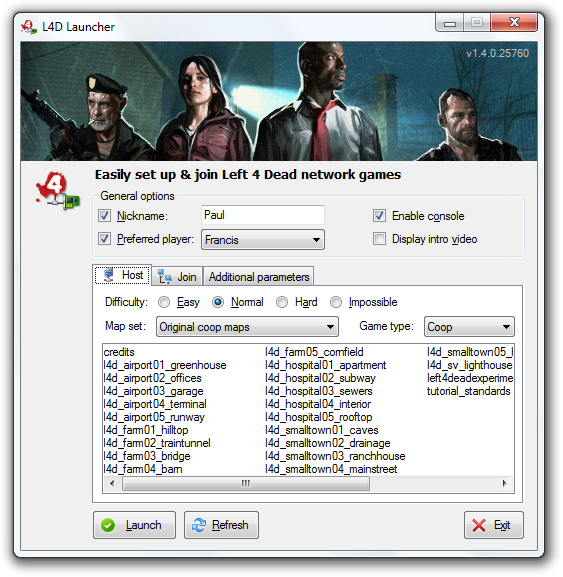 L4D Launcher
v1.4.0.25760
Easily set up & join Left 4 Dead network games
4
General options
Nickname: Paul Enable console
Preferred player: Francis Display intro video
Host Join Additional parameters
Difficulty: Easy Normal Hard Impossible
Map set: Original coop maps Game type: Coop
credits
l4d_airport01_greenhouse
l4d_airport02_offices
l4d_airport03_garage
l4d_airport04_terminal
l4d_airport05_runway
l4d_farm01_hilltop
l4d_farm02_traintunnel
l4d_farm03_bridge
l4d_farm04_barn
l4d_farm05_cornfield
l4d_hospital01_apartment
l4d_hospital02_subway
l4d_hospital03_sewers
l4d_hospital04_interior
l4d_hospital05_rooftop
l4d_smalltown01_caves
l4d_smalltown02_drainage
l4d_smalltown03_ranchhouse
l4d_smalltown04_mainstreet
l4d_smalltown05_l
l4d_sv_lighthouse
left4deadexperime
tutorial_standards
Launch Refresh Exit